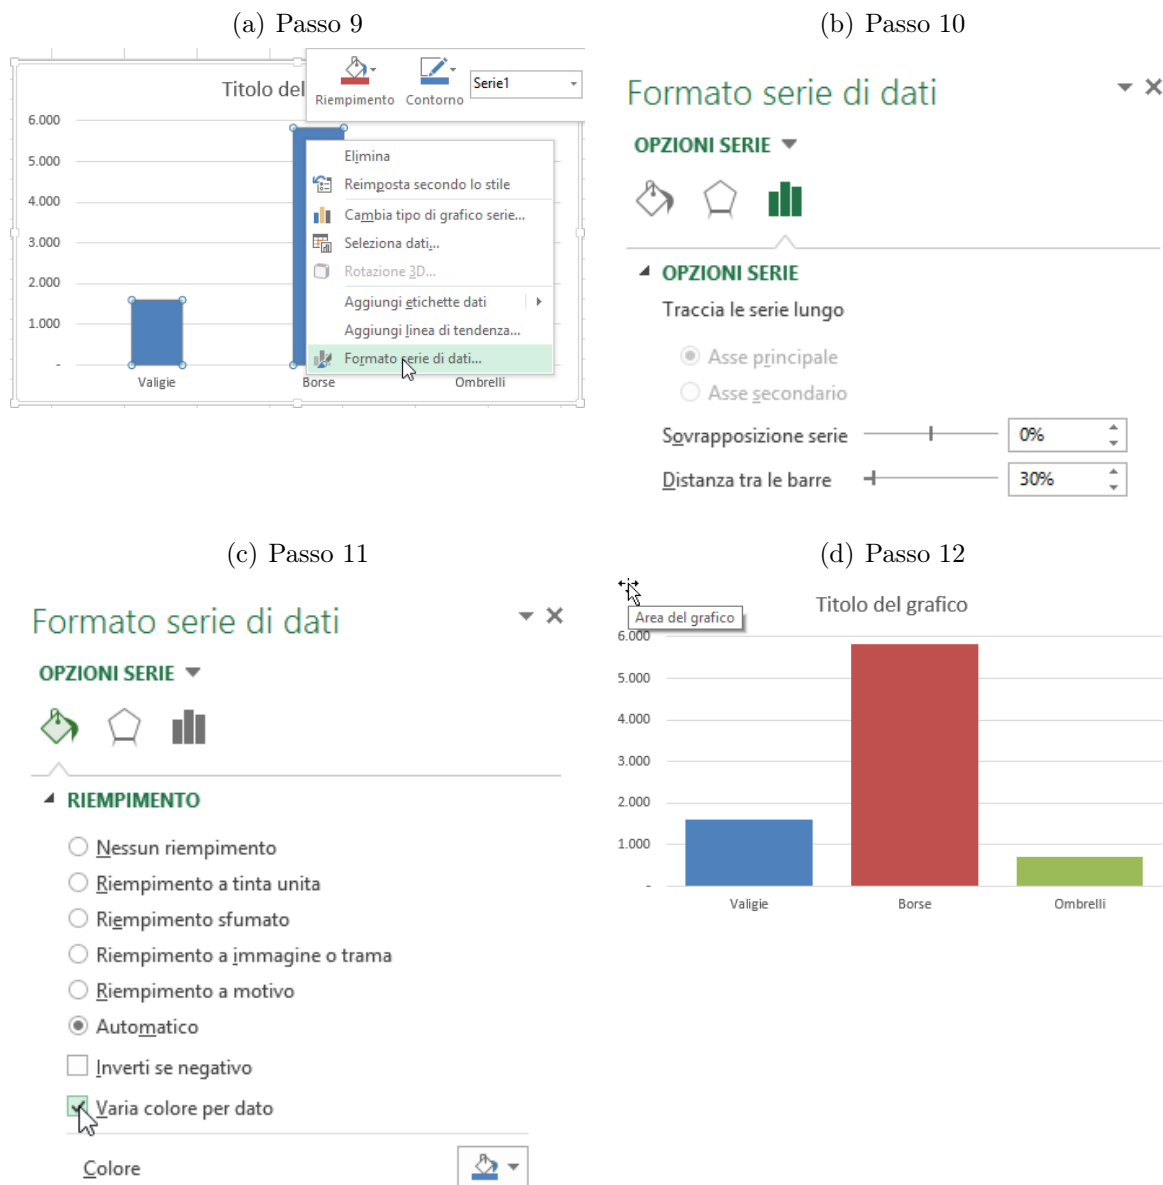 (a) Passo 9
Titolo del
Riempimento
Contorno
Serie1
6.000
5.000
4.000
3.000
2.000
1.000
-
Valigie
Borse
Ombrelli
Elimina
Reimposta secondo lo stile
Cambia tipo di grafico serie...
Seleziona dati...
Rotazione 3D...
Aggiungi etichette dati
Aggiungi linea di tendenza...
Formato serie di dati...
(b) Passo 10
Formato serie di dati
OPZIONI SERIE
OPZIONI SERIE
Traccia le serie lungo
Asse principale
Asse secondario
Sovrapposizione serie 0%
Distanza tra le barre 30%
(c) Passo 11
Formato serie di dati
OPZIONI SERIE
RIEMPIMENTO
Nessun riempimento
Riempimento a tinta unita
Riempimento sfumato
Riempimento a immagine o trama
Riempimento a motivo
Automatico
Inverti se negativo
Varia colore per dato
Colore
(d) Passo 12
Area del grafico
Titolo del grafico
6.000
5.000
4.000
3.000
2.000
1.000
-
Valigie
Borse
Ombrelli